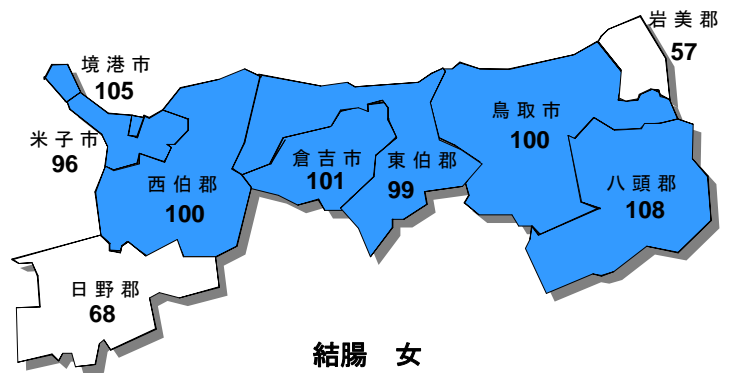 岩美郡
57
境港市
105
鳥取市
100
米子市
96
倉吉市
101
東伯郡
99
西伯郡
100
八頭郡
108
日野郡
68
結腸　女